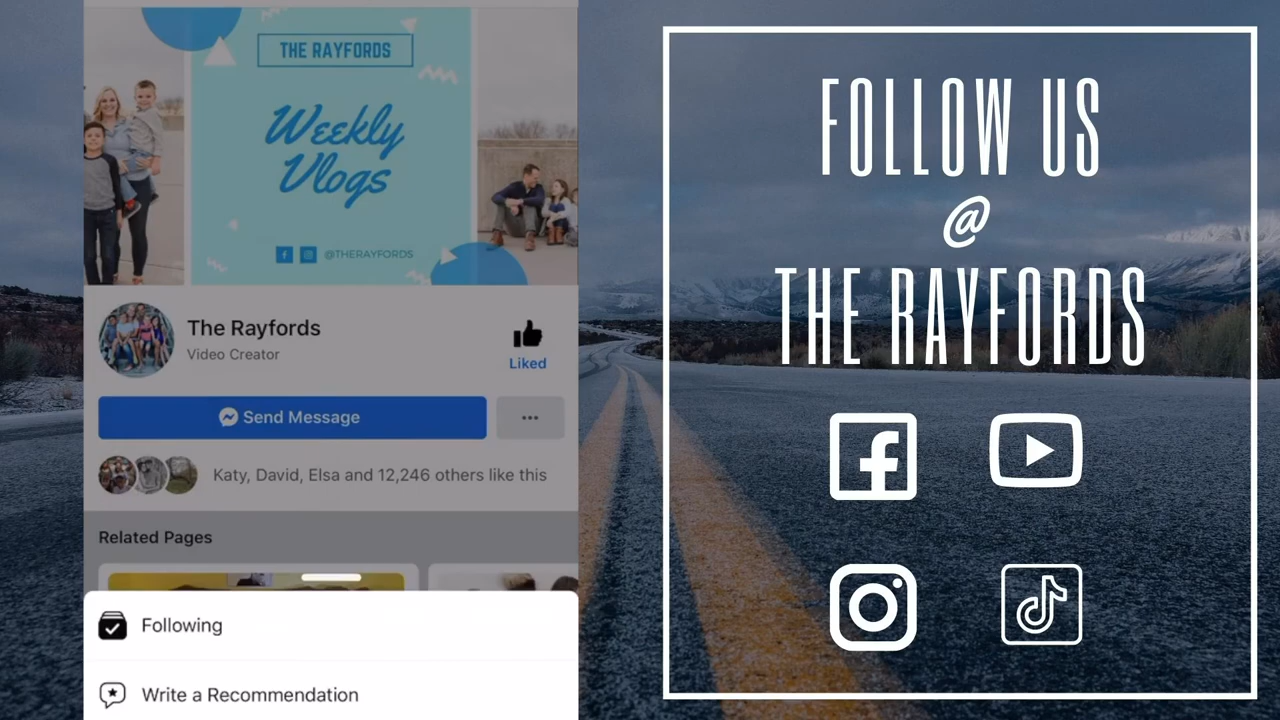 THE RAYFORDS
Weekly
Vlogs
@THERAYFORDS
The Rayfords
Video Creator
Liked
Send Message
Katy, David, Elsa and 12,246 others like this
Related Pages
Following
Write a Recommendation
FOLLOW US
@
THE RAYFORDS